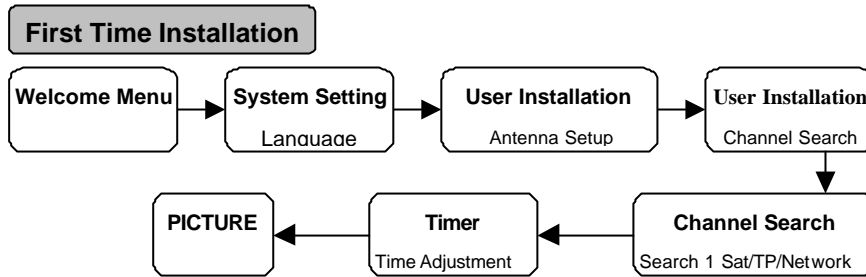 First Time Installation
Welcome Menu
System Setting
Language
User Installation
Antenna Setup
User Installation
Channel Search
Channel Search
Search 1 Sat/TP/Network
Timer
Time Adjustment
PICTURE